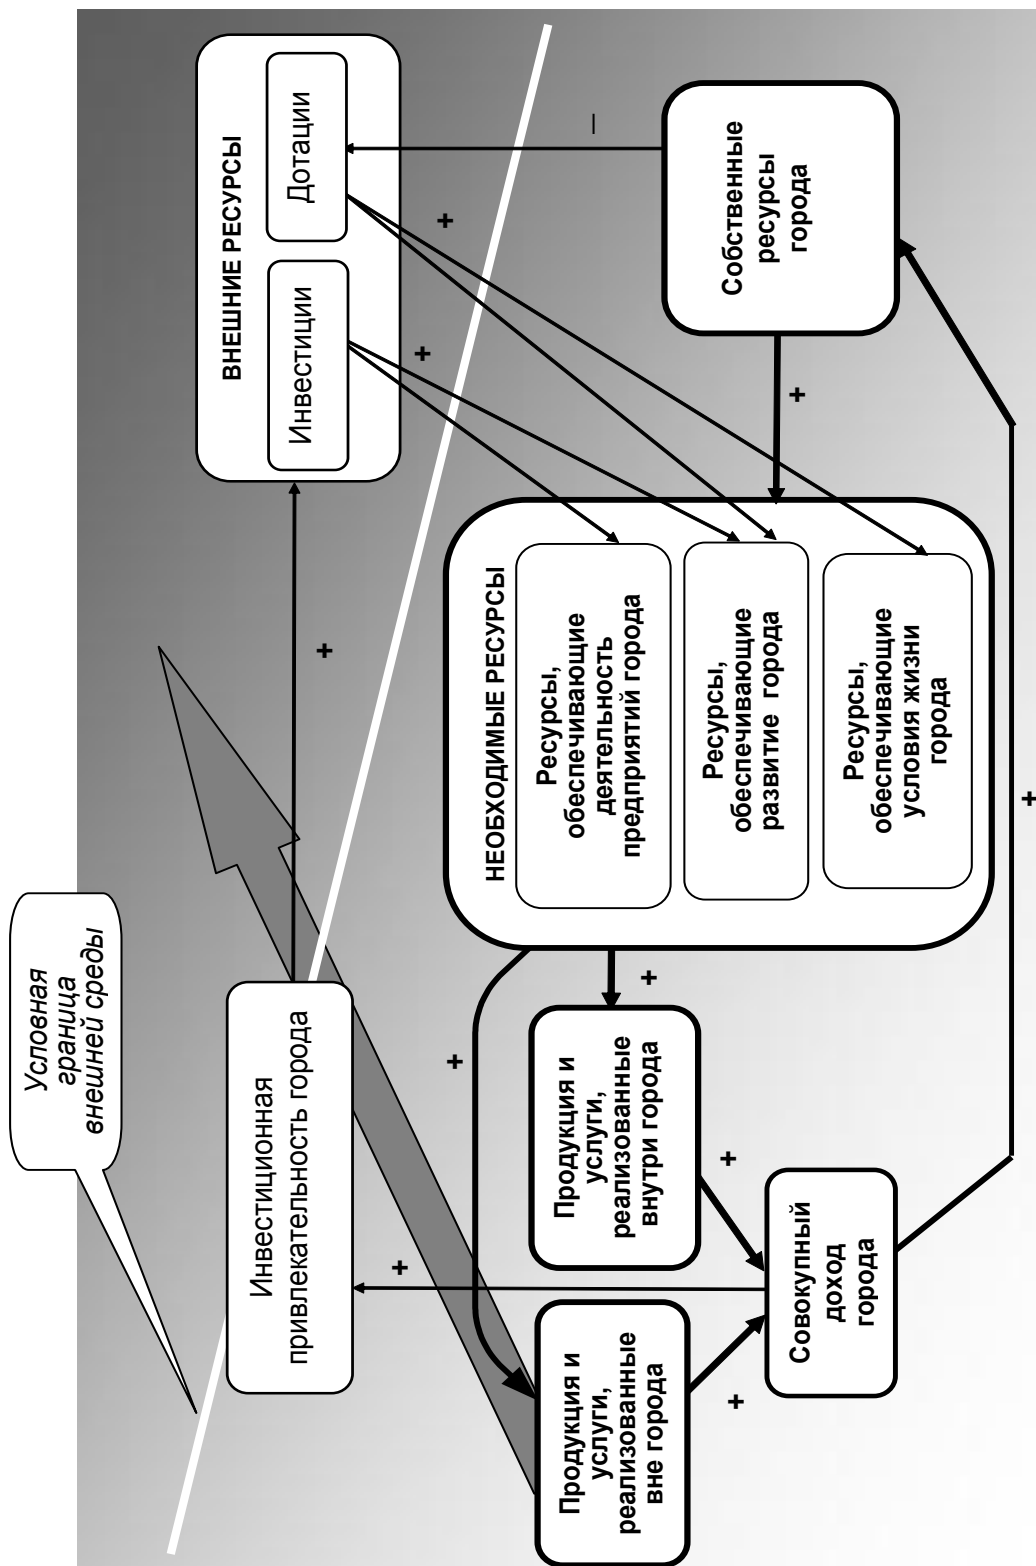 Условная
граница
внешней среды
Инвестиционная
привлекательность города
+
ВНЕШНИЕ РЕСУРСЫ
Инвестиции
Дотации
+
+
–
+
+
НЕОБХОДИМЫЕ РЕСУРСЫ
Ресурсы,
обеспечивающие
деятельность
предприятий города
Ресурсы,
обеспечивающие
развитие города
Ресурсы,
обеспечивающие
условия жизни
города
+
Собственные
ресурсы
города
Продукция и
услуги,
реализованные
вне города
Продукция и
услуги,
реализованные
внутри города
+
+
+
Совокупный
доход
города
+